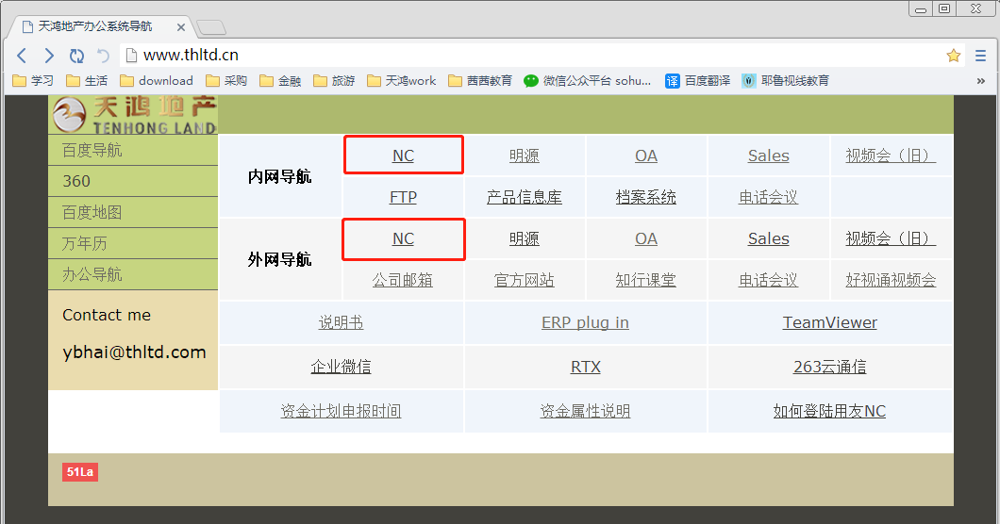 天鸿地产办公系统导航
www.thltd.cn
学习 生活 download 采购 金融 旅游 天鸿work 茜茜教育 微信公众平台 sohu... 译 百度翻译 耶鲁视线教育 »
天鸿地产
TENHONG LAND
百度导航
360
百度地图
万年历
办公导航
Contact me
ybhai@thltd.com
内网导航 NC 明源 OA Sales 视频会（旧）
FTP 产品信息库 档案系统 电话会议
外网导航 NC 明源 OA Sales 视频会（旧）
公司邮箱 官方网站 知行课堂 电话会议 好视通视频会
说明书 ERP plug in TeamViewer
企业微信 RTX 263云通信
资金计划申报时间 资金属性说明 如何登陆用友NC
51La